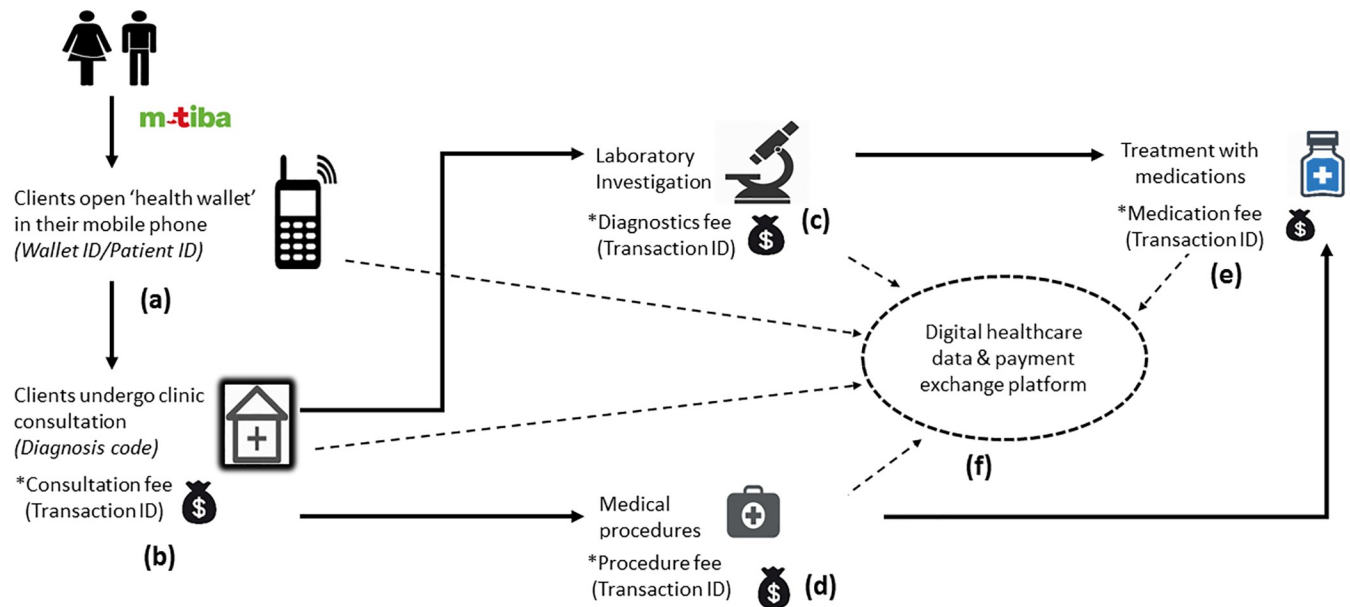 m-tiba
Clients open ‘health wallet’
in their mobile phone
(Wallet ID/Patient ID)
(a)
Clients undergo clinic
consultation
(Diagnosis code)
*Consultation fee
(Transaction ID)
$
(b)
Laboratory
Investigation
*Diagnostics fee
(Transaction ID)
$
(c)
Medical
procedures
*Procedure fee
(Transaction ID)
$
(d)
Treatment with
medications
*Medication fee
(Transaction ID)
$
(e)
Digital healthcare
data & payment
exchange platform
(f)